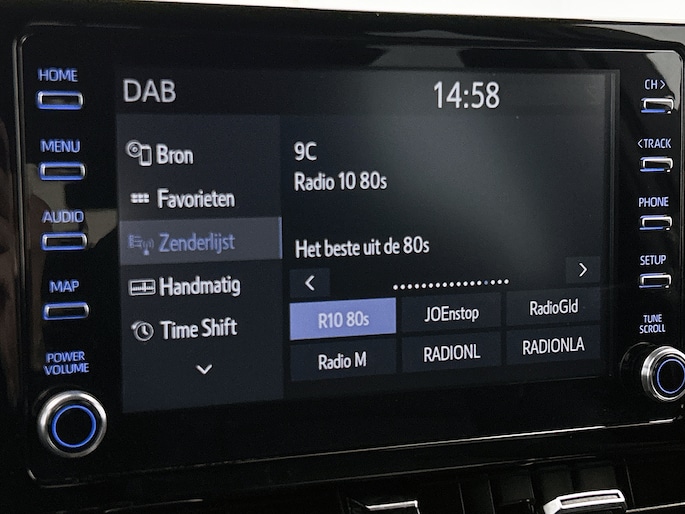 HOME
MENU
AUDIO
MAP
POWER
VOLUME
DAB
14:58
Bron
Favorieten
Zenderlijst
Handmatig
Time Shift
9C
Radio 10 80s
Het beste uit de 80s
R10 80s
JOEnstop
RadioGld
Radio M
RADIONL
RADIONLA
CH >
< TRACK
PHONE
SETUP
TUNE
SCROLL